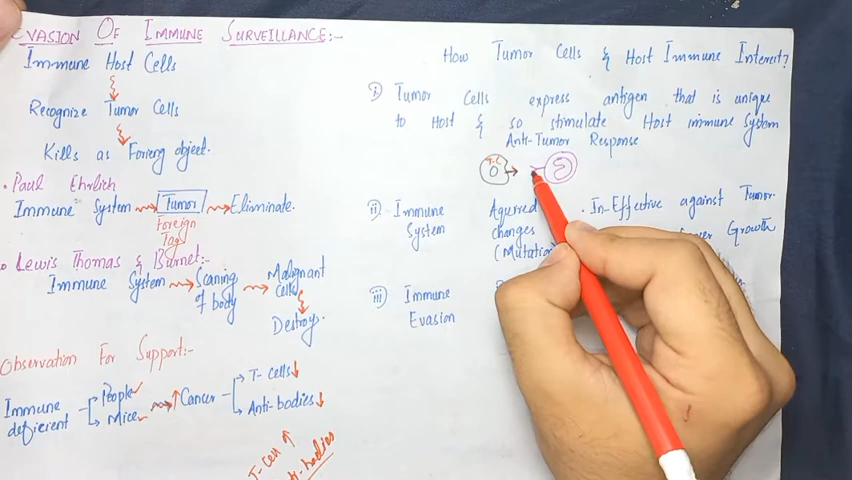 EVASION OF IMMUNE SURVEILLANCE:-
Immune Host Cells
Recognize Tumor Cells
Kills as Forieng object.
• Paul Ehrlich
Immune System Tumor Eliminate.
Foreign
Tag
• Lewis Thomas & Burnet:-
Immune System Scaning of body Malignant Cells
Destroy.
Observation For Support:-
Immune deficient People Mice ↑ Cancer T-cells ↓ Anti-bodies ↓
T-cell ↑
How Tumor Cells & Host Immune Interest?
i) Tumor Cells express antigen that is unique
to Host & so stimulate Host immune System
Anti-Tumor Response
T.C
ii) Immune System Aqurred changes (Mutation) • In-Effective against Tumor
Growth
iii) Immune Evasion